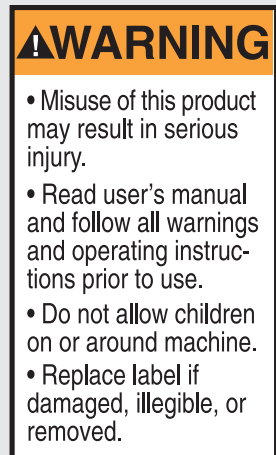 WARNING
• Misuse of this product
may result in serious
injury.
• Read user's manual
and follow all warnings
and operating instruc-
tions prior to use.
• Do not allow children
on or around machine.
• Replace label if
damaged, illegible, or
removed.